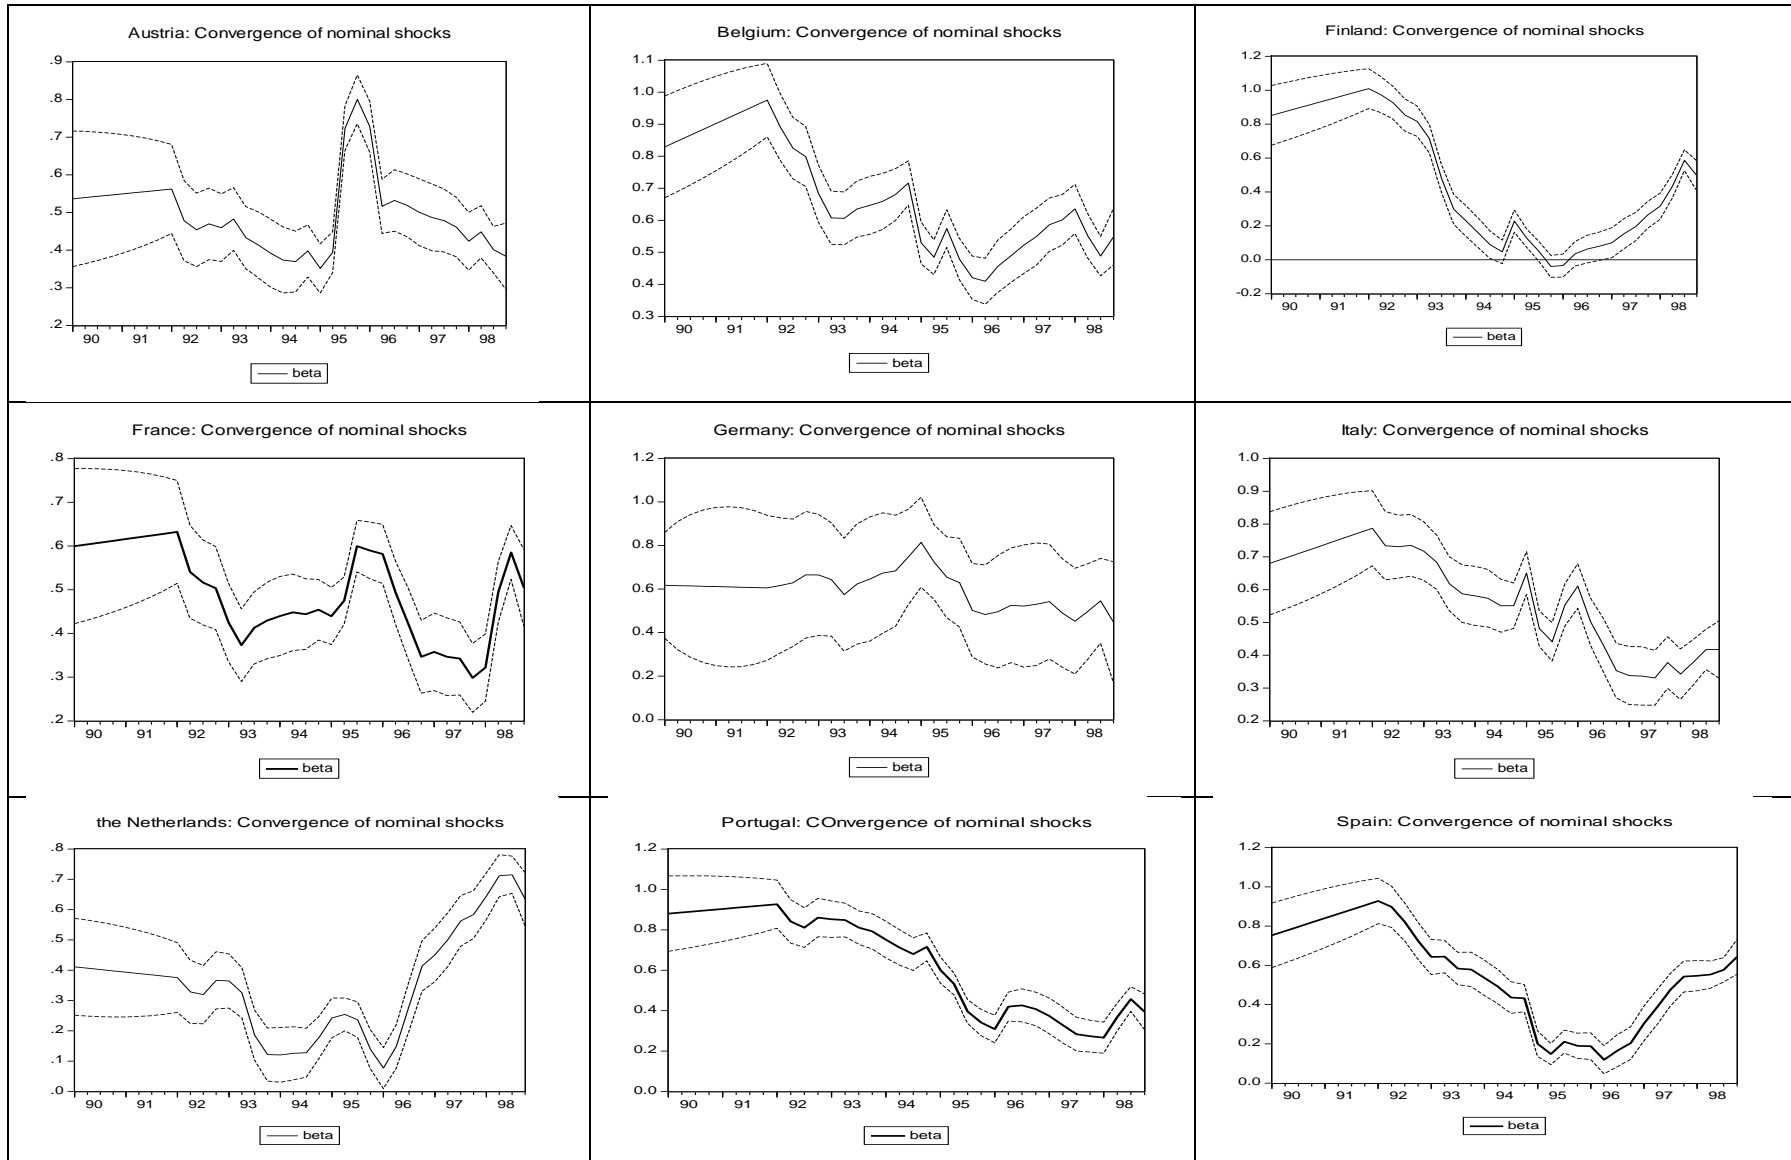 Austria: Convergence of nominal shocks
.9
.8
.7
.6
.5
.4
.3
.2
90 91 92 93 94 95 96 97 98
beta
Belgium: Convergence of nominal shocks
1.1
1.0
0.9
0.8
0.7
0.6
0.5
0.4
0.3
90 91 92 93 94 95 96 97 98
beta
Finland: Convergence of nominal shocks
1.2
1.0
0.8
0.6
0.4
0.2
0.0
-0.2
90 91 92 93 94 95 96 97 98
beta
France: Convergence of nominal shocks
.8
.7
.6
.5
.4
.3
.2
90 91 92 93 94 95 96 97 98
beta
Germany: Convergence of nominal shocks
1.2
1.0
0.8
0.6
0.4
0.2
0.0
90 91 92 93 94 95 96 97 98
beta
Italy: Convergence of nominal shocks
1.0
0.9
0.8
0.7
0.6
0.5
0.4
0.3
0.2
90 91 92 93 94 95 96 97 98
beta
the Netherlands: Convergence of nominal shocks
.8
.7
.6
.5
.4
.3
.2
.1
.0
90 91 92 93 94 95 96 97 98
beta
Portugal: COnvergence of nominal shocks
1.2
1.0
0.8
0.6
0.4
0.2
0.0
90 91 92 93 94 95 96 97 98
beta
Spain: Convergence of nominal shocks
1.2
1.0
0.8
0.6
0.4
0.2
0.0
90 91 92 93 94 95 96 97 98
beta